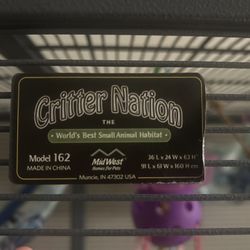 Critter Nation
THE
• World's Best Small Animal Habitat •
Model 162
MADE IN CHINA
MidWest
Homes For Pets
Muncie, IN 47302 USA
36 L x 24 W x 63 H
91 L x 61 W x 160 H cm